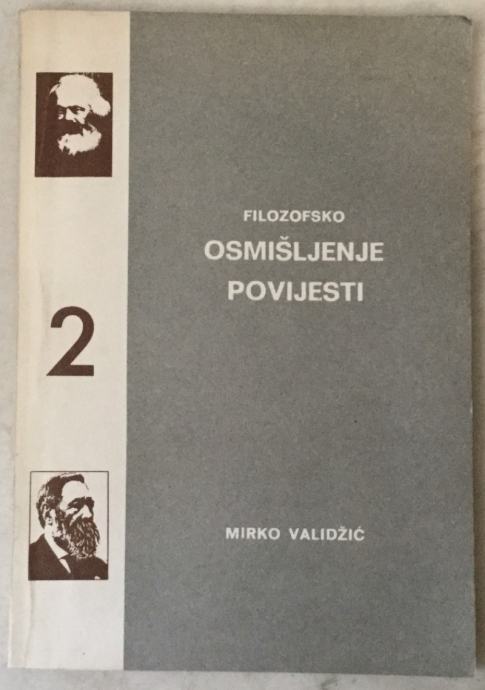 2
FILOZOFSKO
OSMIŠLJENJE
POVIJESTI
MIRKO VALIDŽIĆ